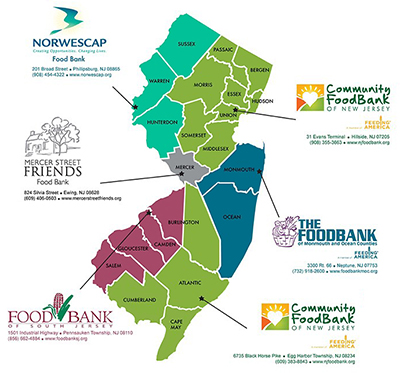 NORWESCAP
Creating Opportunities. Changing Lives
Food Bank
201 Broad Street • Phillipsburg, NJ 08865
(908) 454-4322 • www.norwescap.org
SUSSEX
PASSAIC
BERGEN
WARREN
MORRIS
ESSEX
HUDSON
UNION
HUNTERDON
SOMERSET
MIDDLESEX
MERCER
MONMOUTH
OCEAN
BURLINGTON
CAMDEN
GLOUCESTER
SALEM
ATLANTIC
CUMBERLAND
CAPE
MAY
Community
FoodBank
OF NEW JERSEY
FEEDING
AMERICA
31 Evans Terminal • Hillside, NJ 07205
(908) 355-3663 • www.njfoodbank.org
MERCER STREET
FRIENDS
Food Bank
824 Silvia Street • Ewing, NJ 08628
(609) 406-0503 • www.mercerstreetfriends.org
THE
FOODBANK
of Monmouth and Ocean Counties
FEEDING
AMERICA
3300 Rt. 66 • Neptune, NJ 07753
(732) 918-2600 • www.foodbankmoc.org
FOOD BANK
OF SOUTH JERSEY
1501 Industrial Highway • Pennsauken Township, NJ 08110
(856) 662-4884 • www.foodbanksj.org
Community
FoodBank
OF NEW JERSEY
FEEDING
AMERICA
6735 Black Horse Pike • Egg Harbor Township, NJ 08234
(609) 383-8843 • www.njfoodbank.org